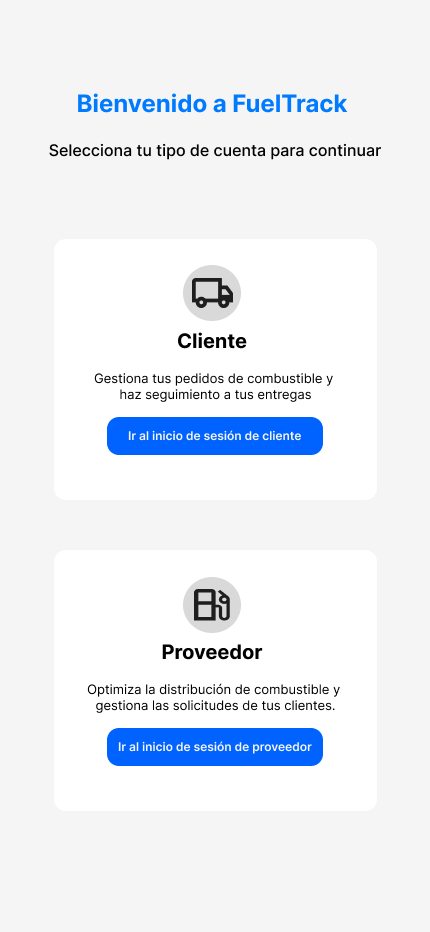 Bienvenido a FuelTrack
Selecciona tu tipo de cuenta para continuar
Cliente
Gestiona tus pedidos de combustible y
haz seguimiento a tus entregas
Ir al inicio de sesión de cliente
Proveedor
Optimiza la distribución de combustible y
gestiona las solicitudes de tus clientes.
Ir al inicio de sesión de proveedor